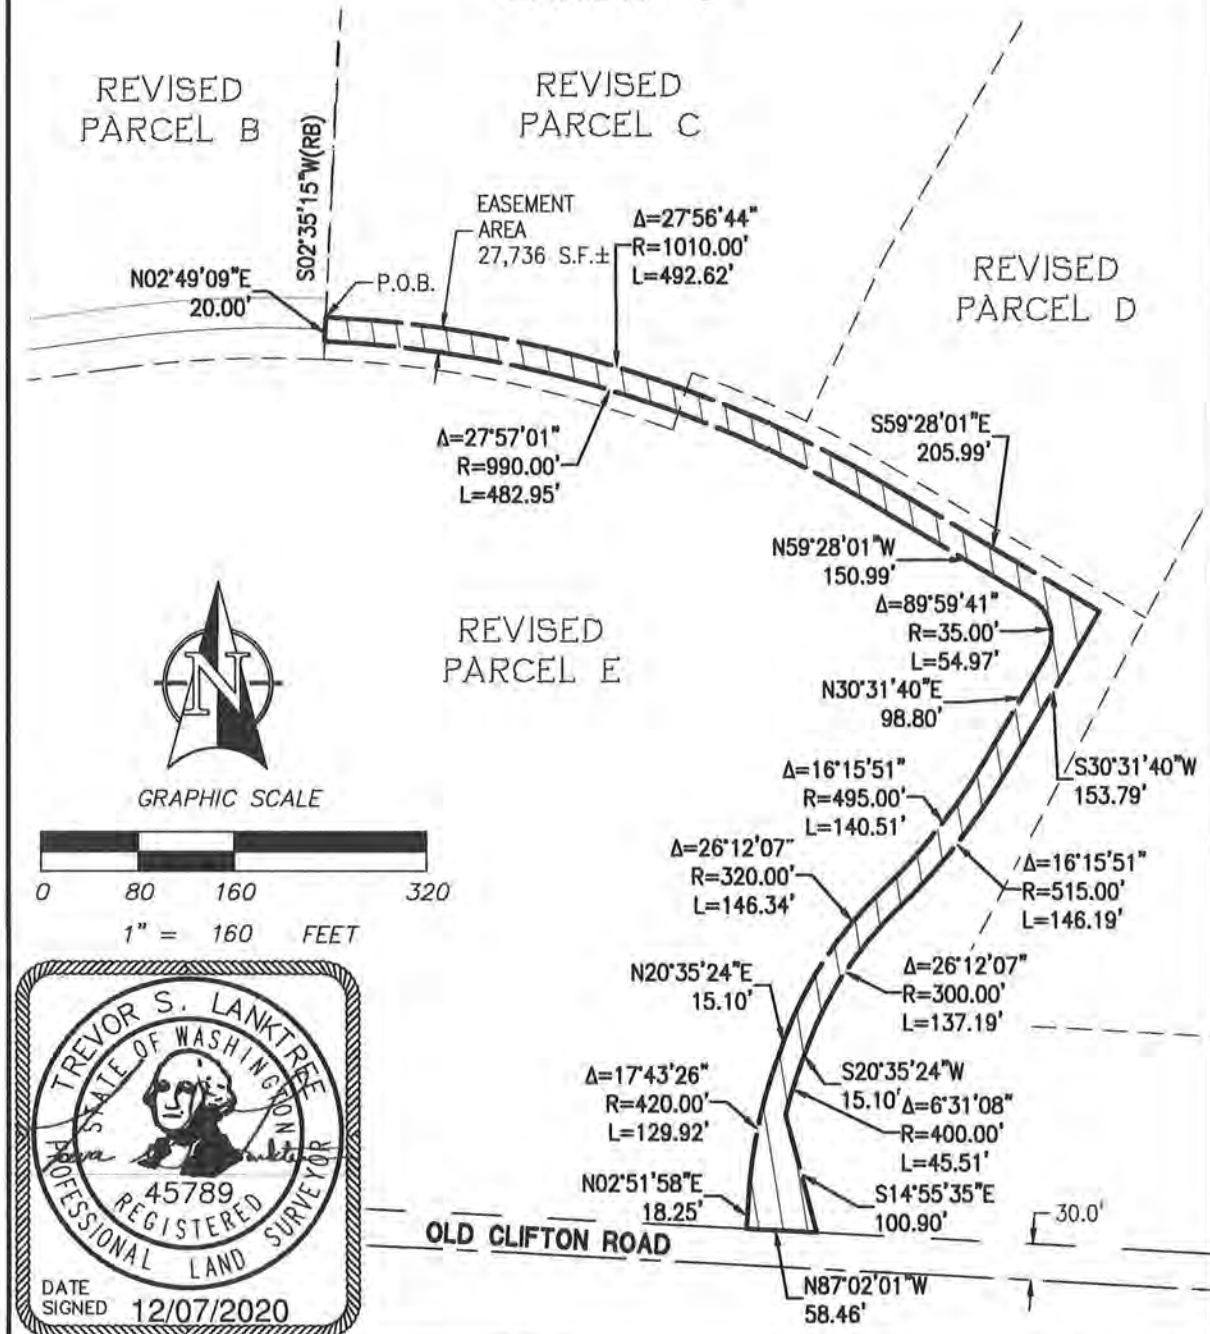 REVISED
PARCEL B
REVISED
PARCEL C
S02°35'15"W(RB)
EASEMENT
AREA
27,736 S.F.±
Δ=27°56'44"
R=1010.00'
L=492.62'
REVISED
PARCEL D
N02°49'09"E
20.00'
P.O.B.
Δ=27°57'01"
R=990.00'
L=482.95'
S59°28'01"E
205.99'
N59°28'01"W
150.99'
Δ=89°59'41"
R=35.00'
L=54.97'
REVISED
PARCEL E
N30°31'40"E
98.80'
N
S30°31'40"W
153.79'
GRAPHIC SCALE
0 80 160 320
1" = 160 FEET
Δ=16°15'51"
R=495.00'
L=140.51'
Δ=26°12'07"
R=320.00'
L=146.34'
Δ=16°15'51"
R=515.00'
L=146.19'
N20°35'24"E
15.10'
Δ=26°12'07"
R=300.00'
L=137.19'
S20°35'24"W
15.10'
Δ=17°43'26"
R=420.00'
L=129.92'
Δ=6°31'08"
R=400.00'
L=45.51'
N02°51'58"E
18.25'
S14°55'35"E
100.90'
30.0'
OLD CLIFTON ROAD
N87°02'01"W
58.46'
TREVOR S. LANKTREE
STATE OF WASHINGTON
45789
REGISTERED
PROFESSIONAL LAND SURVEYOR
DATE
SIGNED 12/07/2020